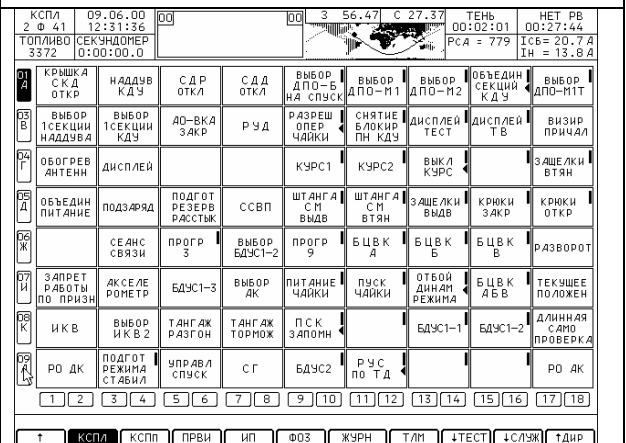 КСПЛ 09.06.00 00 00 З 56.47 С 27.37 ТЕНЬ НЕТ РВ
2 Ф 41 12:31:36 00:02:01 00:27:44
ТОПЛИВО СЕКУНДОМЕР РСА = 779 IСБ= 20.7А
3372 0:00:00.0 IН = 13.8А
01 КРЫШКА НАДДУВ СДР СДД ВЫБОР ВЫБОР ВЫБОР ОБЪЕДИН ВЫБОР
А СКД КДУ ОТКЛ ОТКЛ ДПО-Б ДПО-М1 ДПО-М2 СЕКЦИЙ ДПО-М1Т
ОТКР НА СПУСК КДУ
03 ВЫБОР ВЫБОР АО-ВКА РУД РАЗРЕШ СНЯТИЕ ДИСПЛЕЙ ДИСПЛЕЙ ВИЗИР
В 1СЕКЦИИ 1СЕКЦИИ ЗАКР ОПЕР БЛОКИР ТЕСТ ТВ ПРИЧАЛ
НАДДУВА КДУ ЧАЙКИ ПН КДУ
04 ОБОГРЕВ ДИСПЛЕЙ КУРС1 КУРС2 ВЫКЛ ЗАЩЕЛКИ
Г АНТЕНН КУРС ВТЯН
05 ОБЪЕДИН ПОДЗАРЯД ПОДГОТ ССВП ШТАНГА ШТАНГА ЗАЩЕЛКИ КРЮКИ КРЮКИ
Д ПИТАНИЕ РЕЗЕРВ СМ СМ ВЫДВ ЗАКР ОТКР
РАССТЫК ВЫДВ ВТЯН
06 СЕАНС ПРОГР ВЫБОР ПРОГР БЦВК БЦВК БЦВК РАЗВОРОТ
Ж СВЯЗИ 3 БДУС1-2 9 А Б В
07 ЗАПРЕТ АКСЕЛЕ БДУС1-3 ВЫБОР ПИТАНИЕ ПУСК ОТБОЙ БЦВК ТЕКУЩЕЕ
И РАБОТЫ РОМЕТР АК ЧАЙКИ ЧАЙКИ ДИНАМ АБВ ПОЛОЖЕН
ПО ПРИЗН РЕЖИМА
08 ИКВ ВЫБОР ТАНГАЖ ТАНГАЖ ПСК БДУС1-1 БДУС1-2 ДЛИННАЯ
К ИКВ2 РАЗГОН ТОРМОЖ ЗАПОМН САМО
ПРОВЕРКА
09 РО ДК ПОДГОТ УПРАВЛ СГ БДУС2 РУС РО АК
РЕЖИМА СПУСК ПО ТД
СТАБИЛ
1 2 3 4 5 6 7 8 9 10 11 12 13 14 15 16 17 18
↑ КСПЛ КСПП ПРВИ ИП ФОЗ ЖУРН ТЛМ ↓ТЕСТ ↓СЛУЖ ↑ДИР